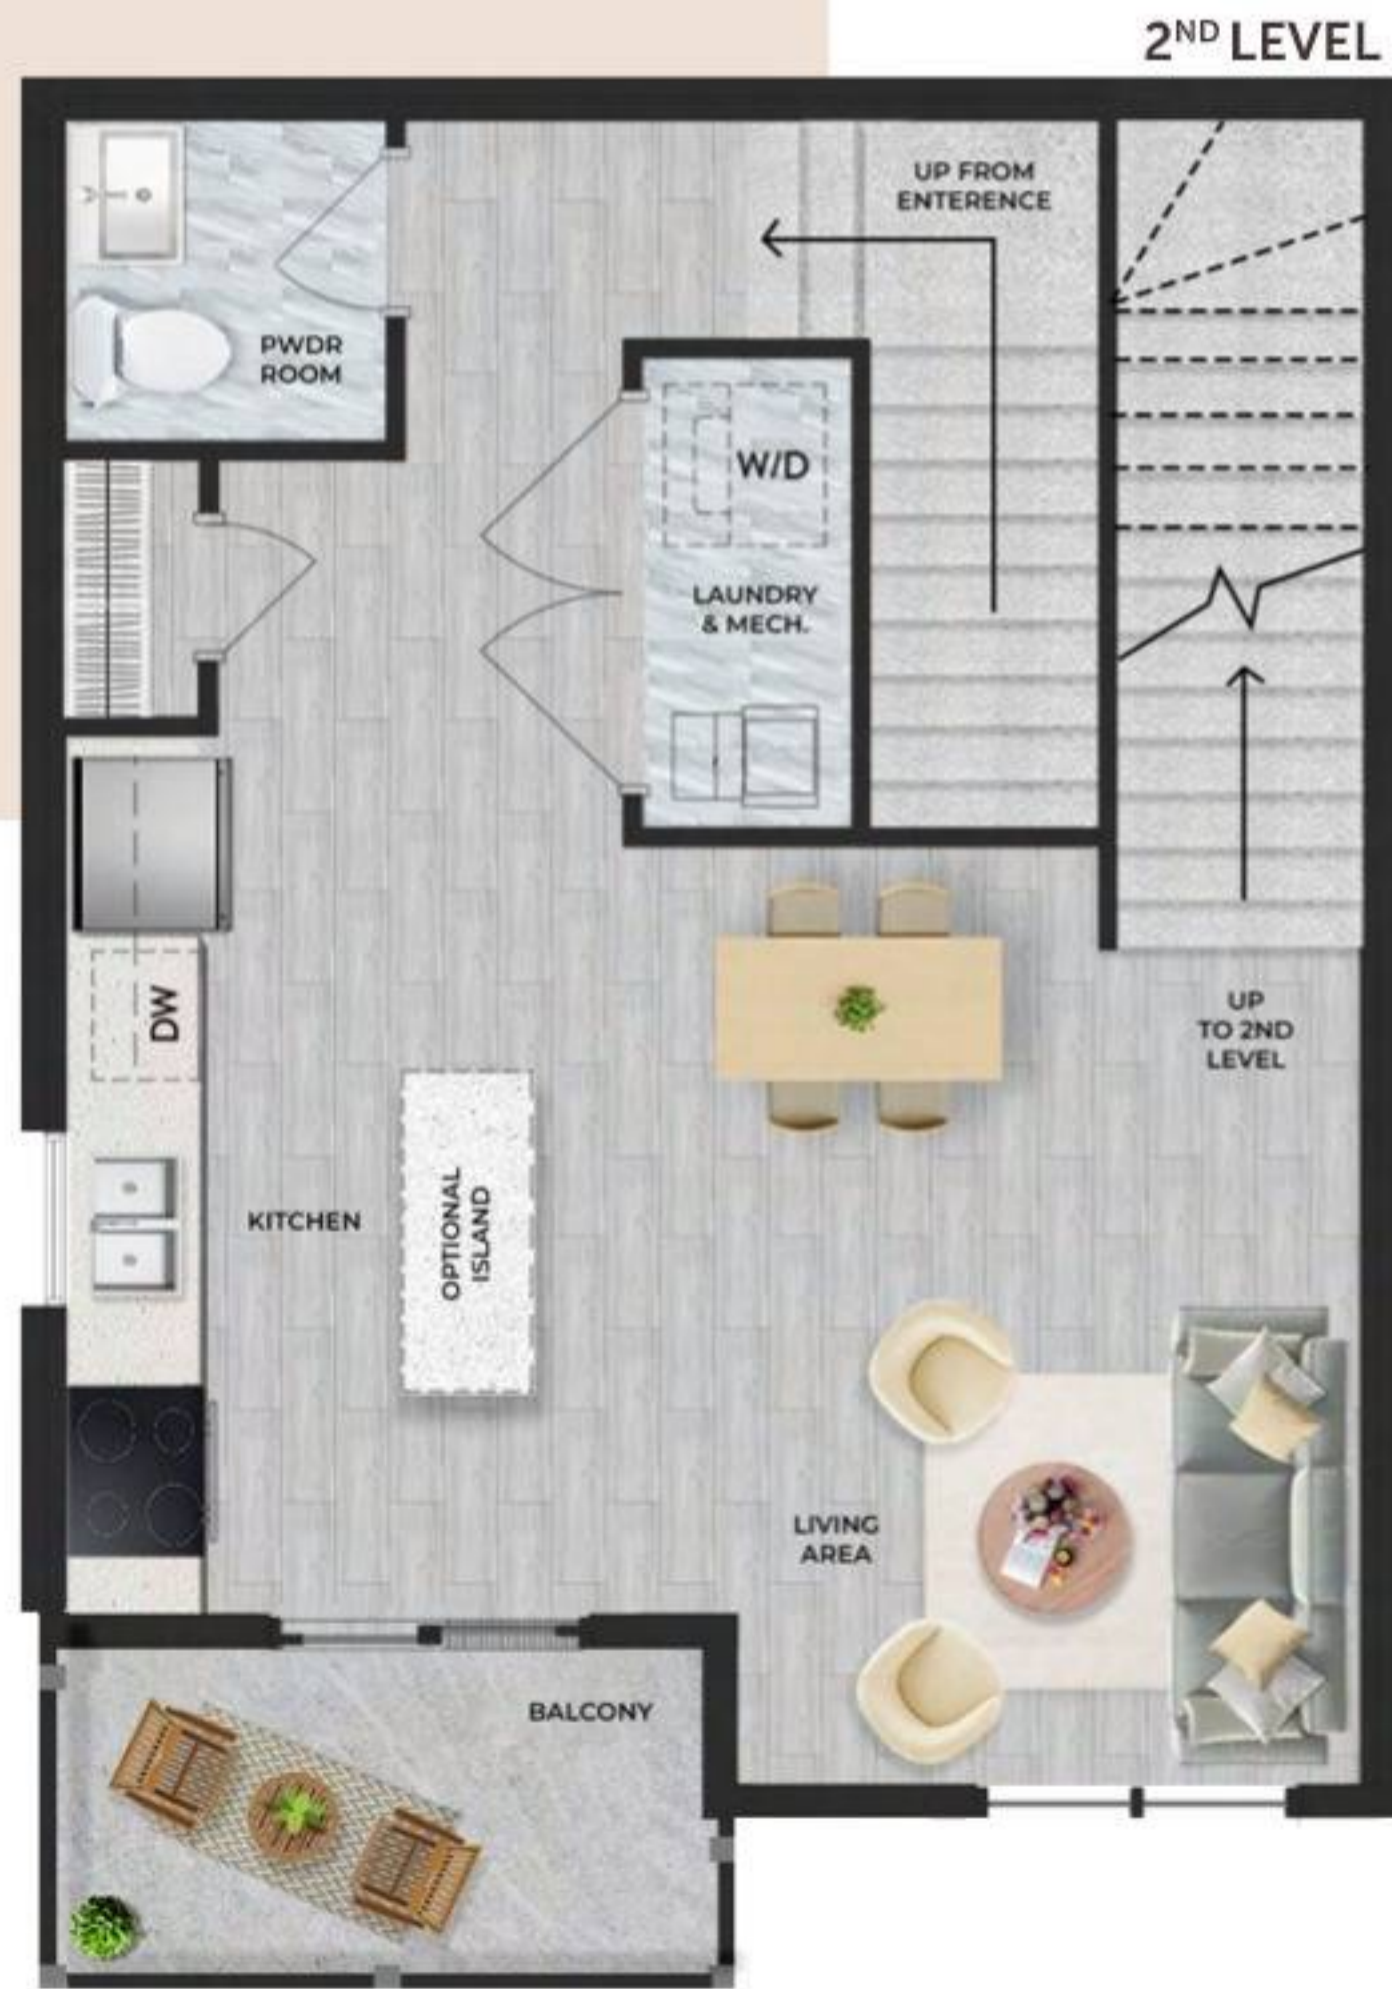 2ND LEVEL
UP FROM
ENTERENCE
PWDR
ROOM
W/D
LAUNDRY
& MECH.
DW
UP
TO 2ND
LEVEL
KITCHEN
OPTIONAL
ISLAND
LIVING
AREA
BALCONY